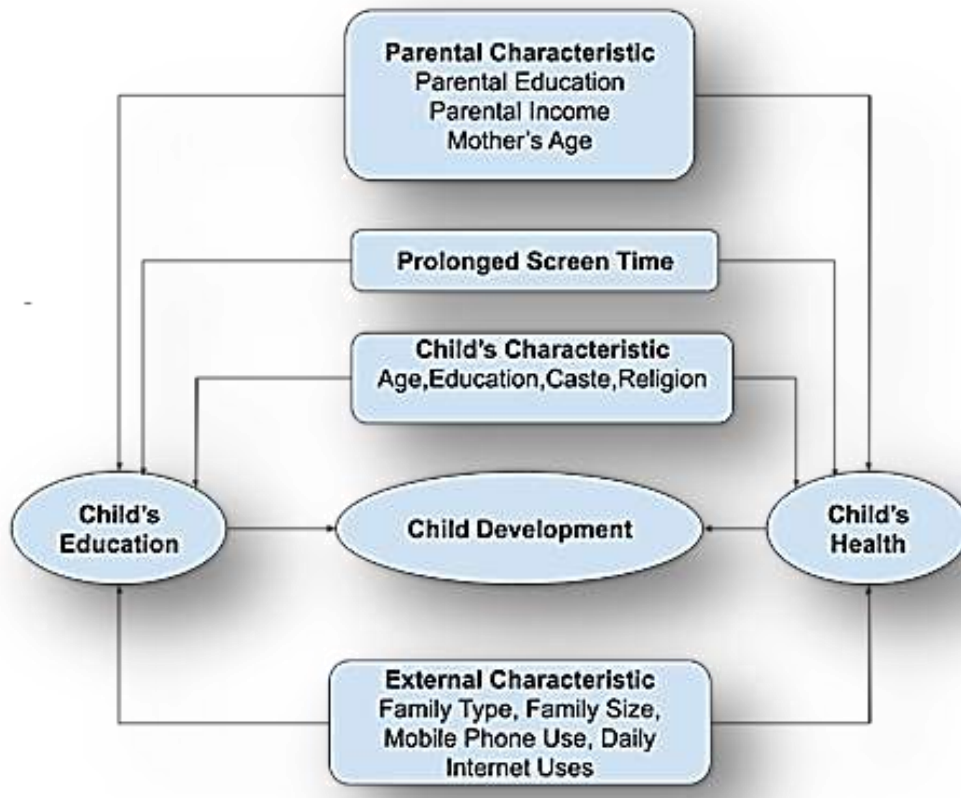 Parental Characteristic
Parental Education
Parental Income
Mother's Age
Prolonged Screen Time
Child's Characteristic
Age,Education,Caste,Religion
Child's
Education
Child Development
Child's
Health
External Characteristic
Family Type, Family Size,
Mobile Phone Use, Daily
Internet Uses